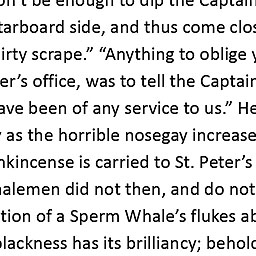 be enough to dip the Captain
tarboard side, and thus come clos
irty scrape.” “Anything to oblige y
er’s office, was to tell the Captain
ave been of any service to us.” He
as the horrible nosegay increase
nkincense is carried to St. Peter’s
nalemen did not then, and do not
tion of a Sperm Whale’s flukes ab
blackness has its brilliancy; behold